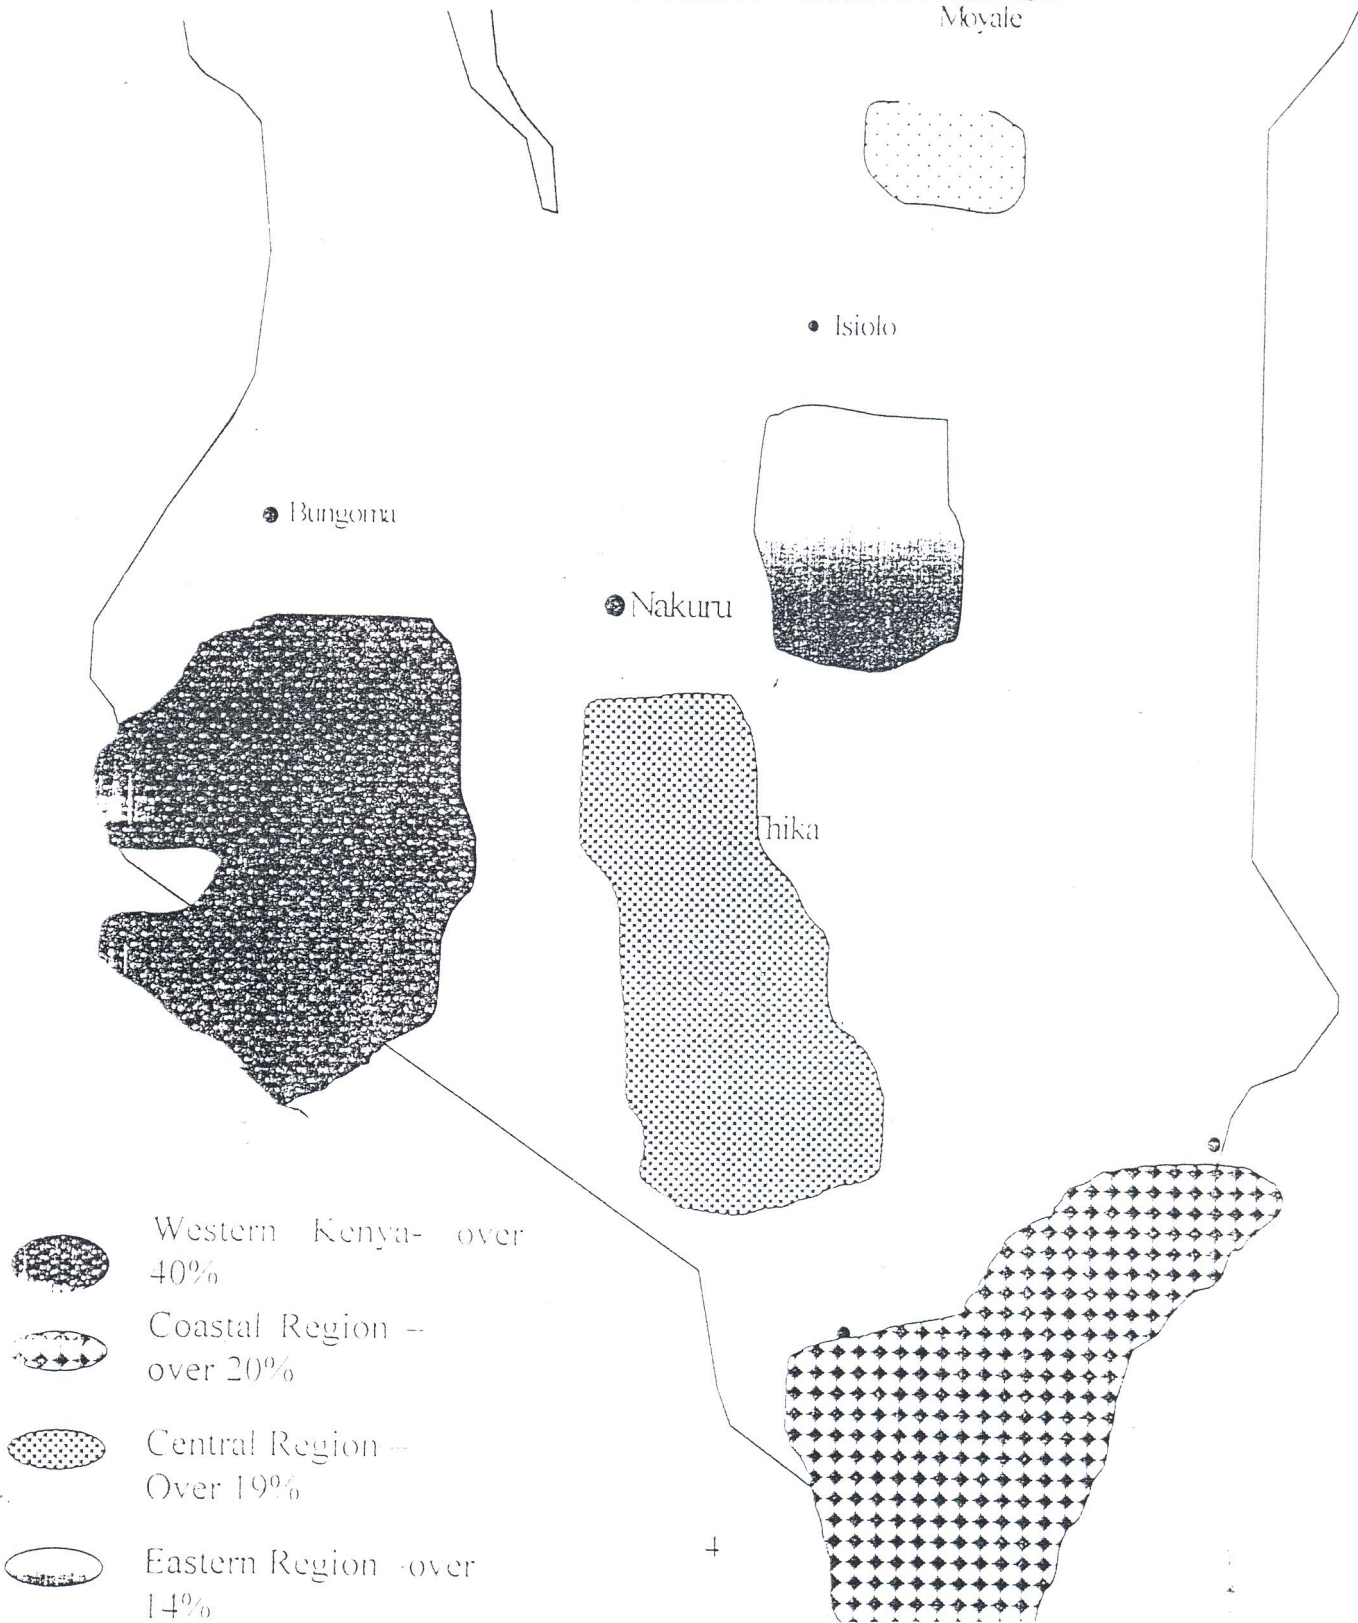 Moyale
Isiolo
Bungoma
Nakuru
Thika
Western Kenya- over
40%
Coastal Region –
over 20%
Central Region –
Over 19%
Eastern Region -over
14%
4